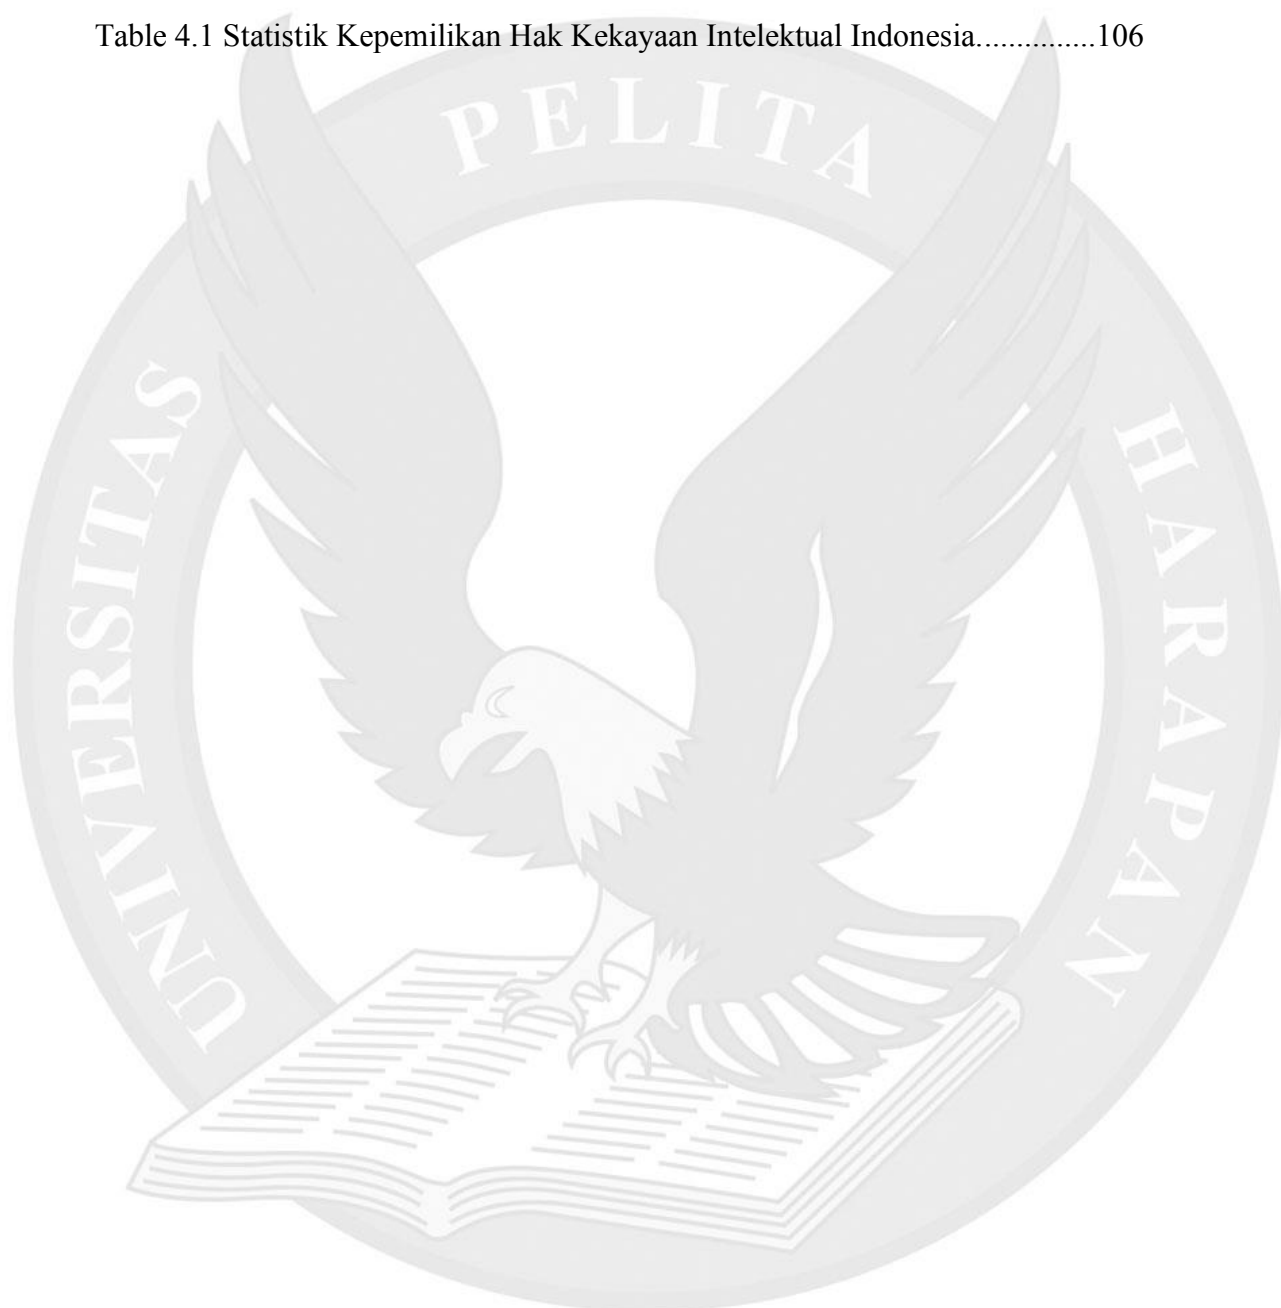 Table 4.1 Statistik Kepemilikan Hak Kekayaan Intelektual Indonesia...............106
UNIVERSITAS PELITA HARAPAN